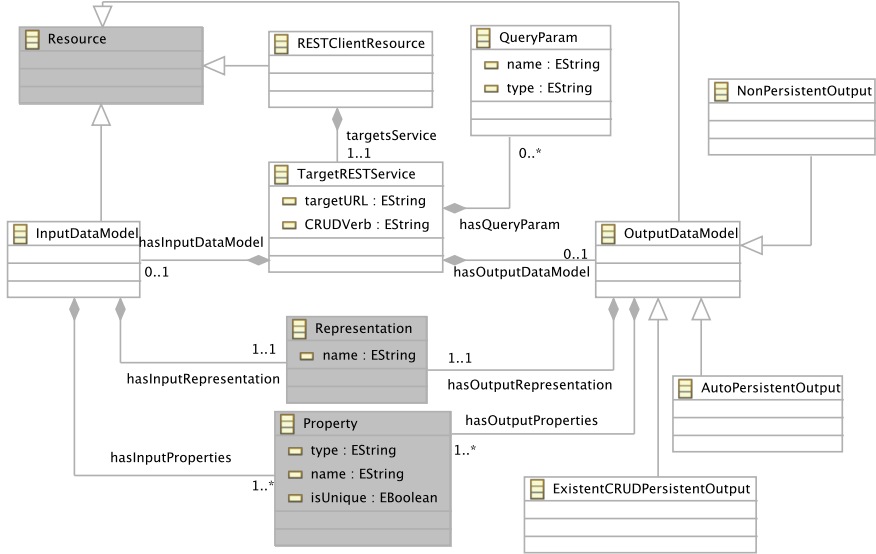 Resource
RESTClientResource
QueryParam
name : EString
type : EString
NonPersistentOutput
targetsService
1..1
0..*
TargetRESTService
targetURL : EString
CRUDVerb : EString
hasQueryParam
InputDataModel
hasInputDataModel
0..1
OutputDataModel
0..1
hasOutputDataModel
Representation
name : EString
1..1
hasInputRepresentation
1..1
hasOutputRepresentation
AutoPersistentOutput
Property
type : EString
name : EString
isUnique : EBoolean
hasOutputProperties
1..*
hasInputProperties
1..*
ExistentCRUDPersistentOutput